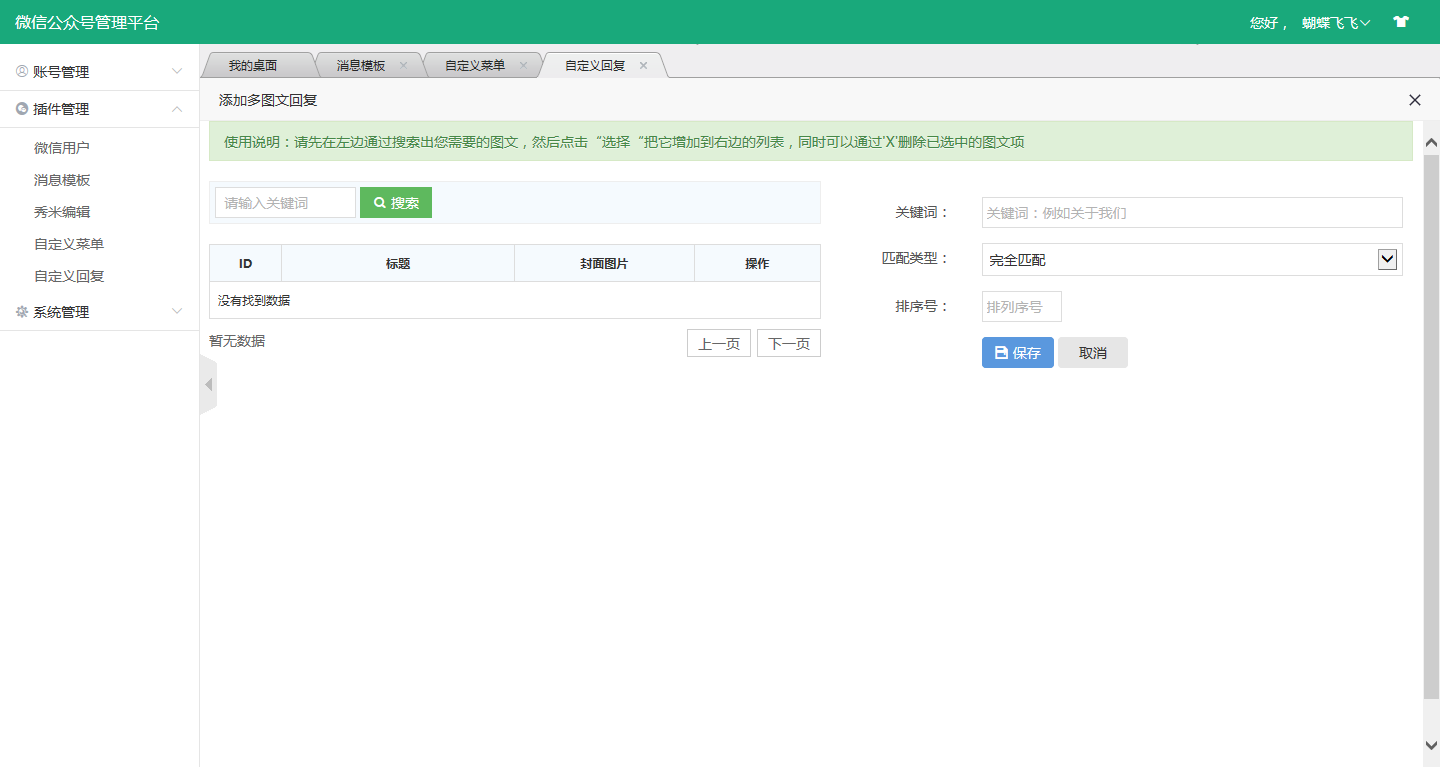 微信公众号管理平台
您好， 蝴蝶飞飞
账号管理
插件管理
微信用户
消息模板
秀米编辑
自定义菜单
自定义回复
系统管理
我的桌面 消息模板 自定义菜单 自定义回复
添加多图文回复
使用说明：请先在左边通过搜索出您需要的图文，然后点击“选择“把它增加到右边的列表，同时可以通过'X'删除已选中的图文项
请输入关键词 搜索
ID 标题 封面图片 操作
没有找到数据
暂无数据 上一页 下一页
关键词： 关键词：例如关于我们
匹配类型： 完全匹配
排序号： 排列序号
保存 取消